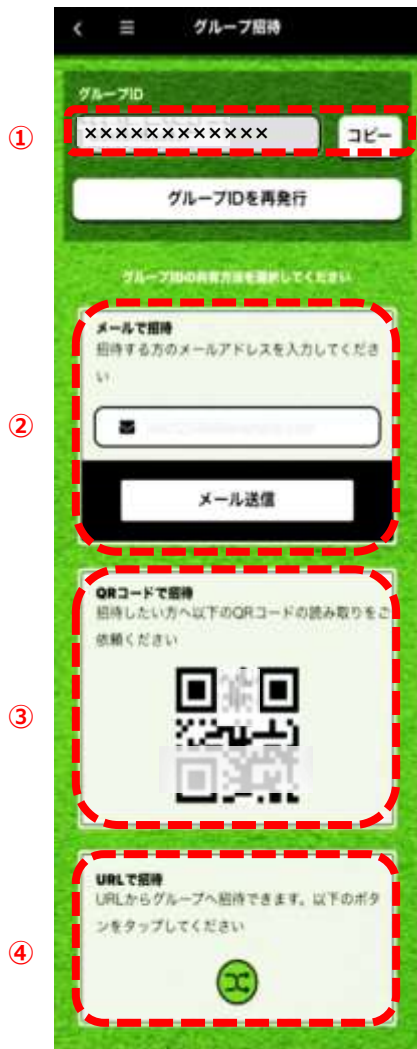 グループ招待
グループID
①
××××××××××××
コピー
グループIDを再発行
グループIDの共有方法を選択してください
②
メールで招待
招待する方のメールアドレスを入力してくださ
い
メール送信
③
QRコードで招待
招待したい方へ以下のQRコードの読み取りをご
依頼ください
④
URLで招待
URLからグループへ招待できます。以下のボタ
ンをタップしてください